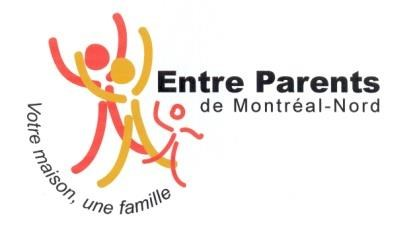 Entre Parents
de Montréal-Nord
Votre maison, une famille